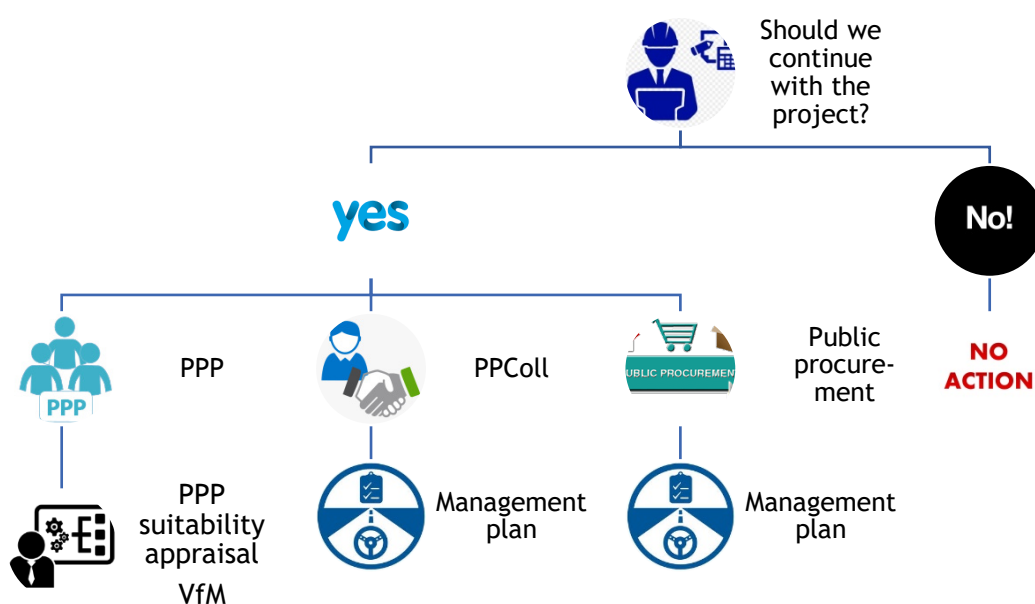 Should we
continue
with the
project?
yes
No!
PPP
PPP
PPColl
UBLIC PROCUREMEN
Public
procure-
ment
NO
ACTION
PPP
suitability
appraisal
VfM
Management
plan
Management
plan